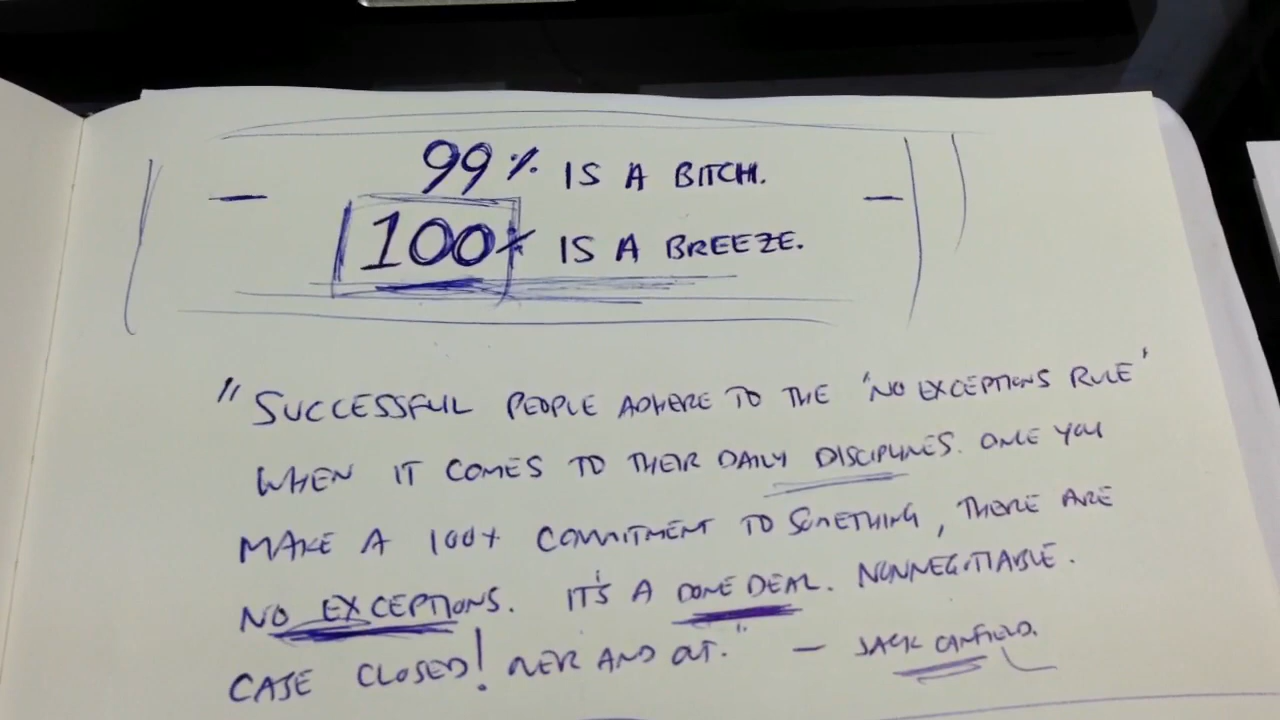 — 99% IS A BITCH. —
100% IS A BREEZE.
"SUCCESSFUL PEOPLE ADHERE TO THE 'NO EXCEPTIONS RULE'
WHEN IT COMES TO THEIR DAILY DISCIPLINES. ONCE YOU
MAKE A 100% COMMITMENT TO SOMETHING, THERE ARE
NO EXCEPTIONS. IT'S A DONE DEAL. NONNEGOTIABLE.
CASE CLOSED! OVER AND OUT." — JACK CANFIELD.